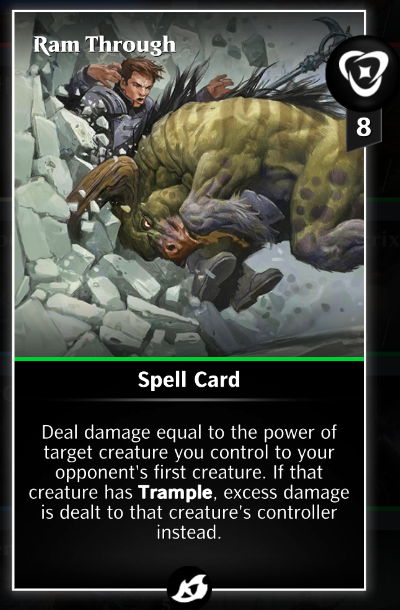 Ram Through
8
Spell Card
Deal damage equal to the power of
target creature you control to your
opponent's first creature. If that
creature has Trample, excess damage
is dealt to that creature's controller
instead.